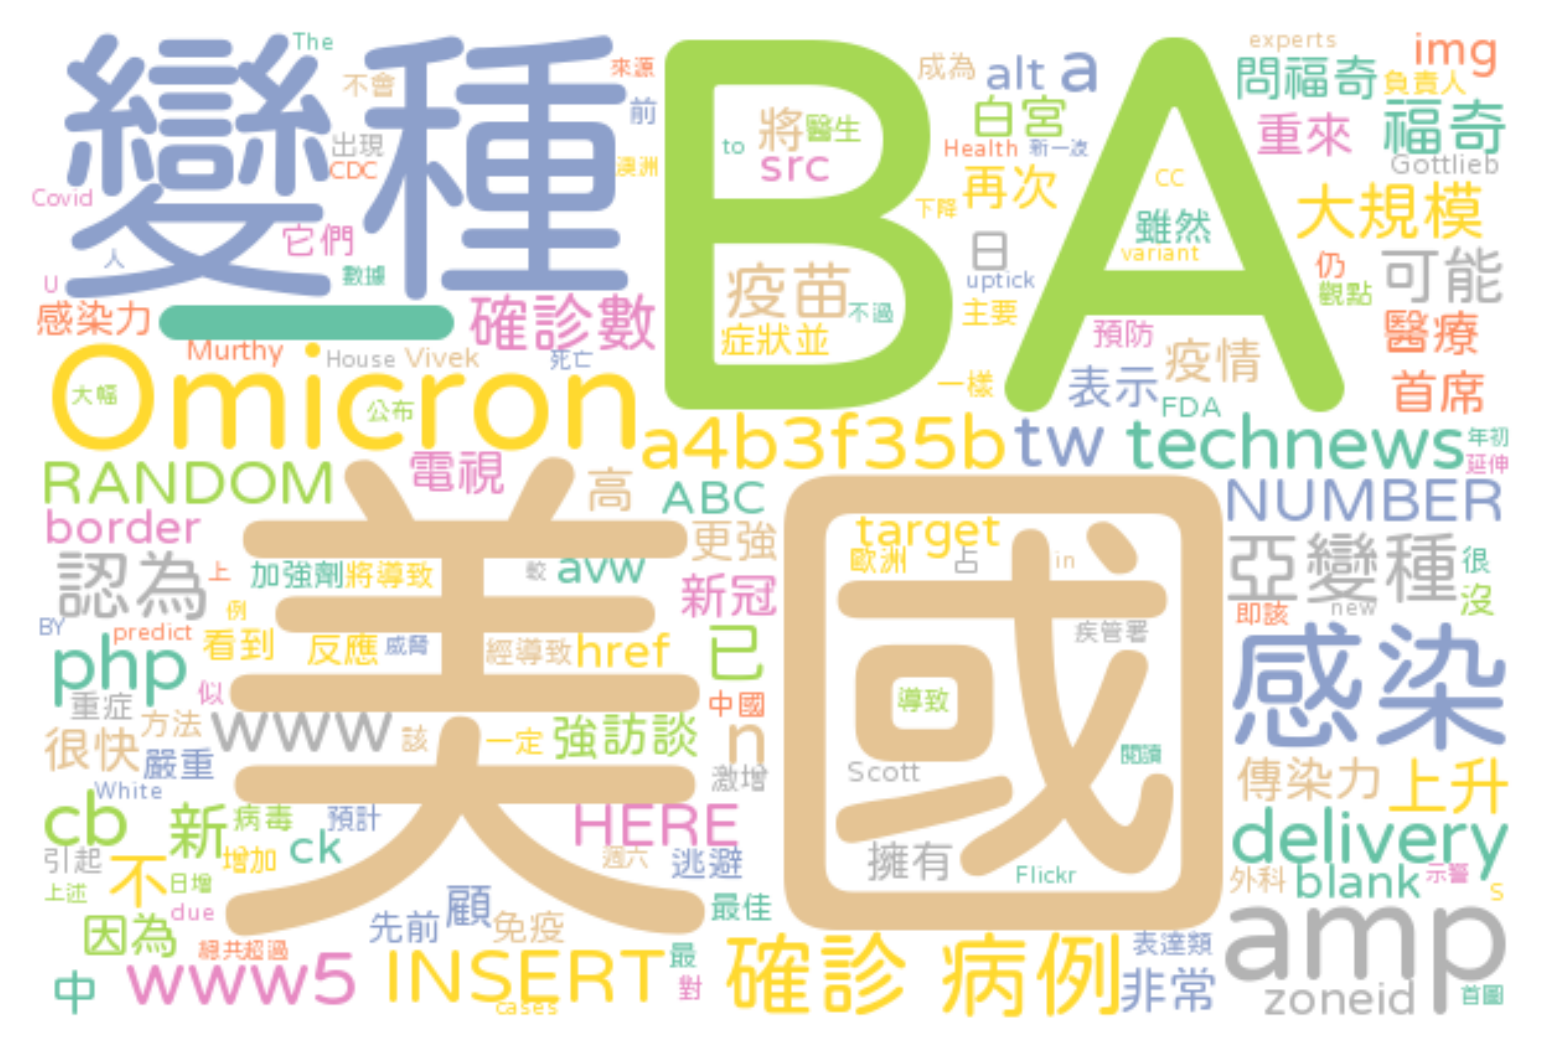 變種
BA
The
不會
來源
前
出現
CDC
澳洲
Covid
它們
人
數據
U
感染力
一
確診數
將
醫生
to
src
疫苗
不過
症狀並
成為
alt
a
白宮
Health
新一波
再次
下降
日
uptick
主要
CC
雖然
variant
預防
疫情
一樣
表示
FDA
experts
img
問福奇
負責人
重來
福奇
Gottlieb
大規模
仍
可能
觀點
醫療
首席
Murthy
House
Vivek
死亡
Omicron
大幅
公布
a4b3f35b
tw
technews
年初
延伸
RANDOM
電視
高
ABC
NUMBER
border
更強
target
歐洲
占
in
亞變種
很
認為
上
加強劑
將導致
較
avw
新冠
即該
new
沒
例
BY
predict
看到
反應
威脅
經導致
href
已
疾管署
美國
感染
php
似
重症
方法
www
該
一定
強訪談
中國
n
導致
很快
嚴重
激增
Scott
閱讀
傳染力
上升
White
cb
新
病毒
預計
HERE
delivery
引起
增加
ck
週六
逃避
擁有
Flickr
外科
blank
示警
s
上述
不
日增
due
顧
先前
免疫
最佳
amp
因為
總共超過
中
www5
INSERT
cases
最
對
確診
病例
表達類
非常
zoneid
首圖